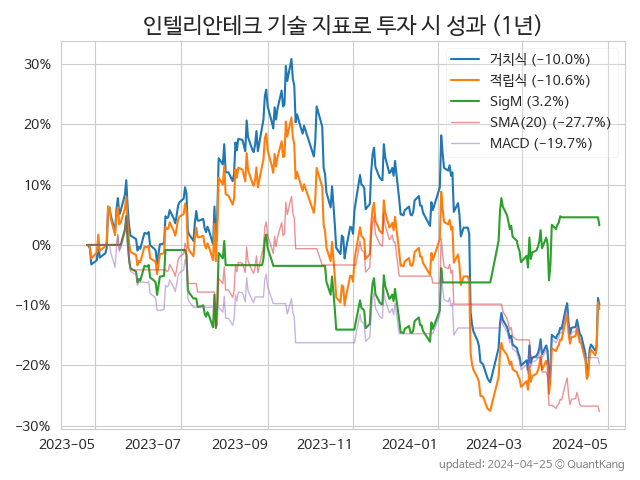 인텔리안테크 기술 지표로 투자 시 성과 (1년)
거치식 (−10.0%)
적립식 (−10.6%)
SigM (3.2%)
SMA(20) (−27.7%)
MACD (−19.7%)
30%
20%
10%
0%
−10%
−20%
−30%
2023−05 2023−07 2023−09 2023−11 2024−01 2024−03 2024−05
updated: 2024−04−25 ⓒ QuantKang